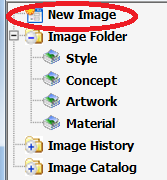 New Image
Image Folder
Style
Concept
Artwork
Material
Image History
Image Catalog